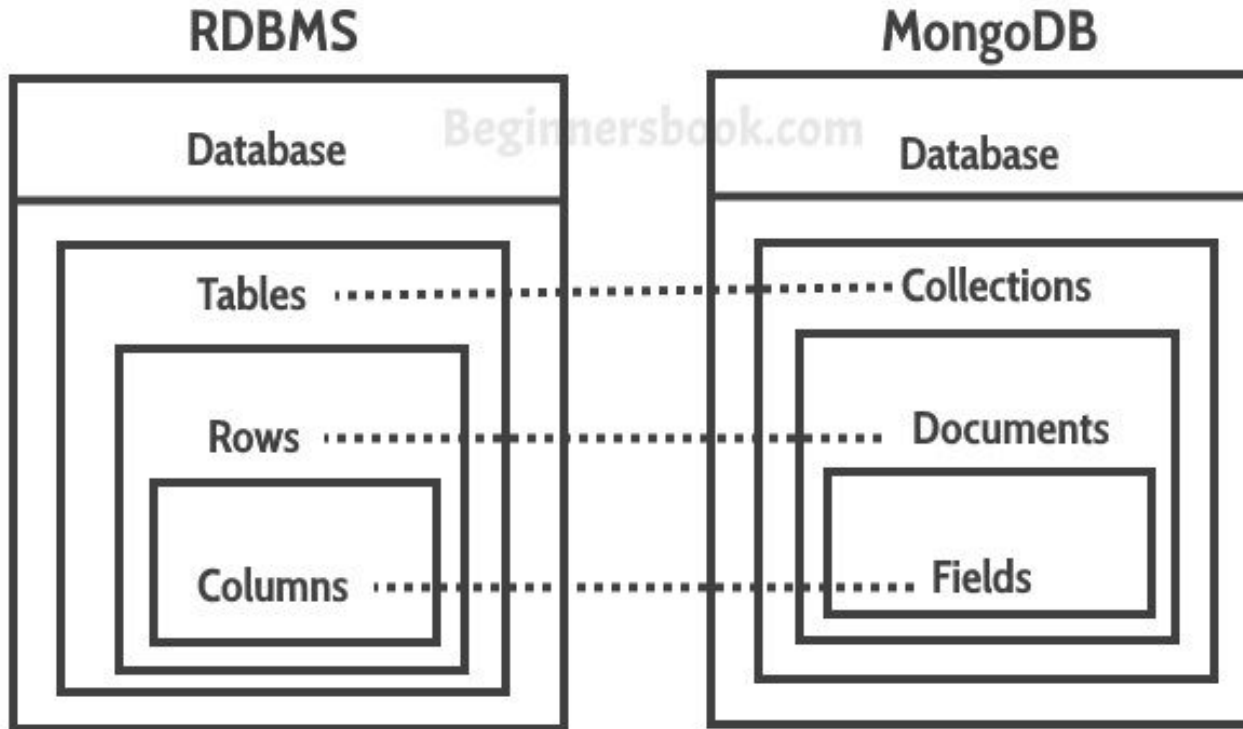 RDBMS MongoDB
Beginnersbook.com
Database Database
Tables Collections
Rows Documents
Columns Fields